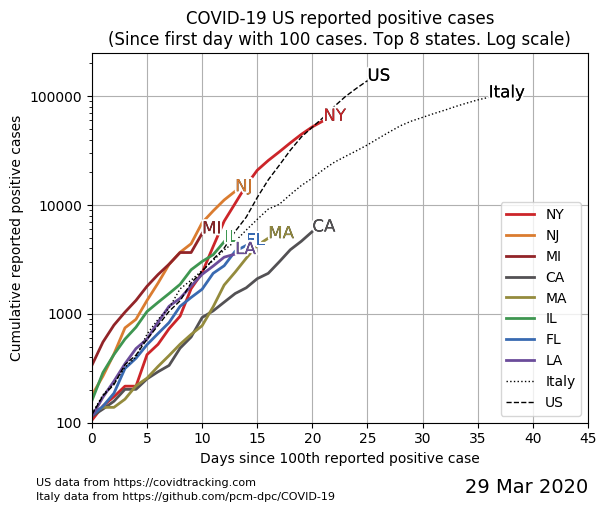 COVID-19 US reported positive cases
(Since first day with 100 cases. Top 8 states. Log scale)
Cumulative reported positive cases
100000
10000
1000
100
US
Italy
NY
NJ
MI
IL
FL
MA
CA
LA
NY
NJ
MI
CA
MA
IL
FL
LA
Italy
US
0 5 10 15 20 25 30 35 40 45
Days since 100th reported positive case
US data from https://covidtracking.com
Italy data from https://github.com/pcm-dpc/COVID-19
29 Mar 2020